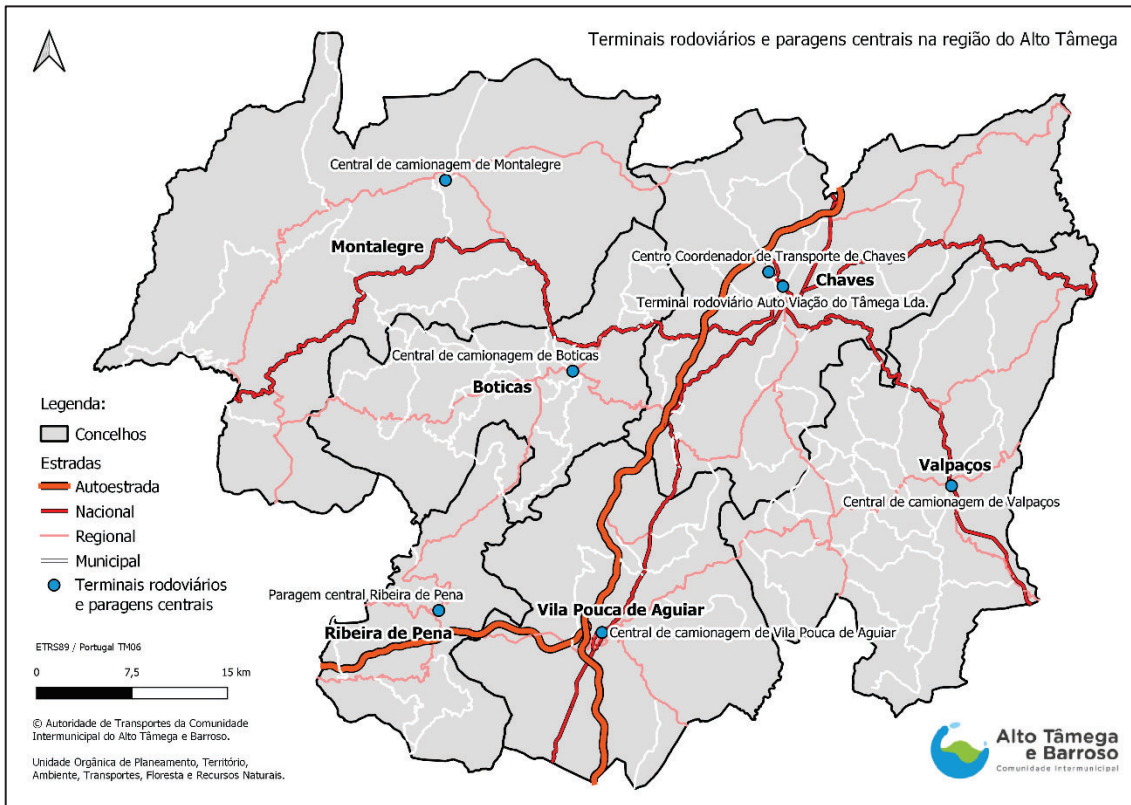 Terminais rodoviários e paragens centrais na região do Alto Tâmega
Central de camionagem de Montalegre
Montalegre
Centro Coordenador de Transporte de Chaves
Chaves
Terminal rodoviário Auto Viação do Tâmega Lda.
Central de camionagem de Boticas
Boticas
Valpaços
Central de camionagem de Valpaços
Paragem central Ribeira de Pena
Ribeira de Pena
Vila Pouca de Aguiar
Central de camionagem de Vila Pouca de Aguiar
Legenda:
Concelhos
Estradas
Autoestrada
Nacional
Regional
Municipal
Terminais rodoviários
e paragens centrais
ETRS89 / Portugal TM06
0 7,5 15 km
© Autoridade de Transportes da Comunidade
Intermunicipal do Alto Tâmega e Barroso.
Unidade Orgânica de Planeamento, Território,
Ambiente, Transportes, Floresta e Recursos Naturais.
Alto Tâmega
e Barroso
Comunidade Intermunicipal